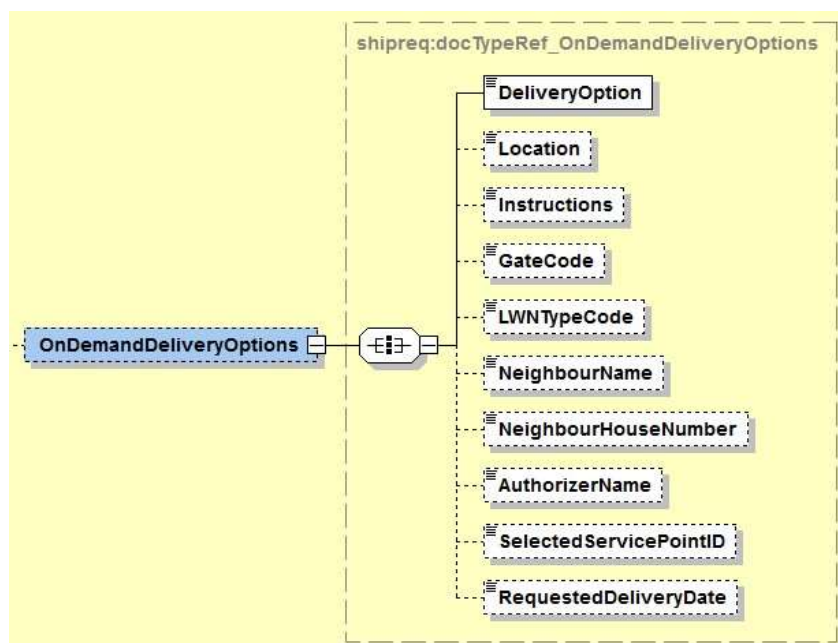 shipreq:docTypeRef_OnDemandDeliveryOptions
DeliveryOption
Location
Instructions
GateCode
LWNTypeCode
OnDemandDeliveryOptions
NeighbourName
NeighbourHouseNumber
AuthorizerName
SelectedServicePointID
RequestedDeliveryDate